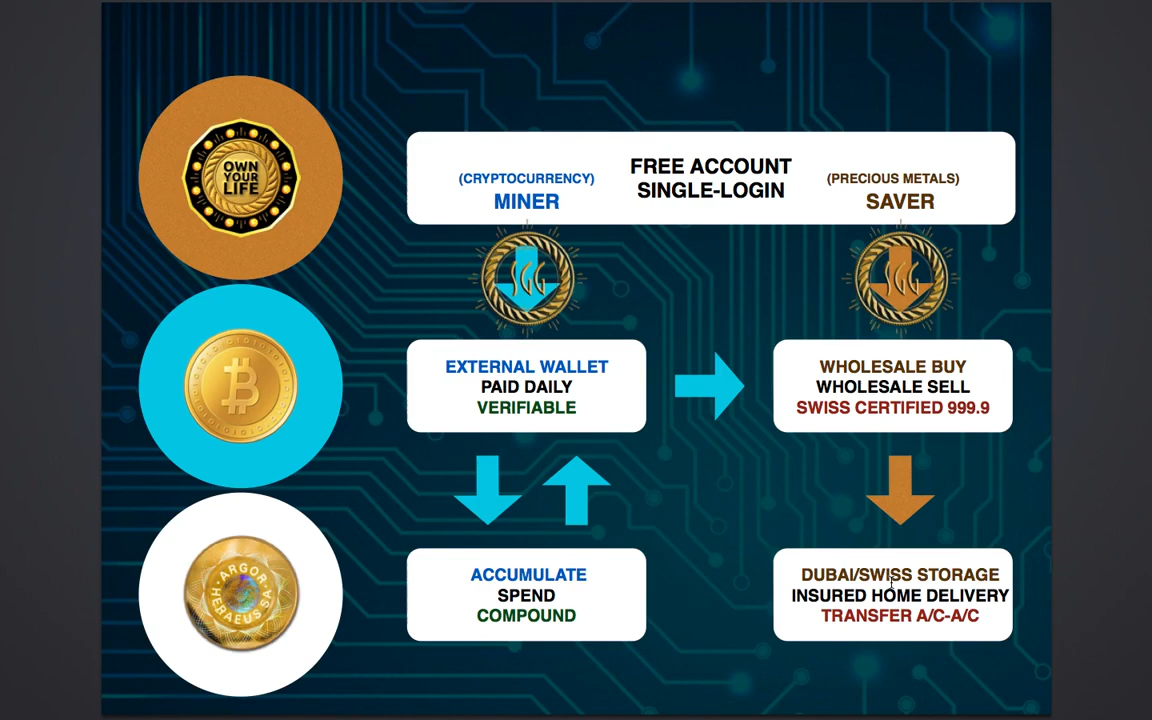 OWN
YOUR
LIFE
FREE ACCOUNT
SINGLE-LOGIN
(CRYPTOCURRENCY)
MINER
(PRECIOUS METALS)
SAVER
SGG
SGG
EXTERNAL WALLET
PAID DAILY
VERIFIABLE
WHOLESALE BUY
WHOLESALE SELL
SWISS CERTIFIED 999.9
ACCUMULATE
SPEND
COMPOUND
ARGOR
HERAEUS SA
DUBAI/SWISS STORAGE
INSURED HOME DELIVERY
TRANSFER A/C-A/C